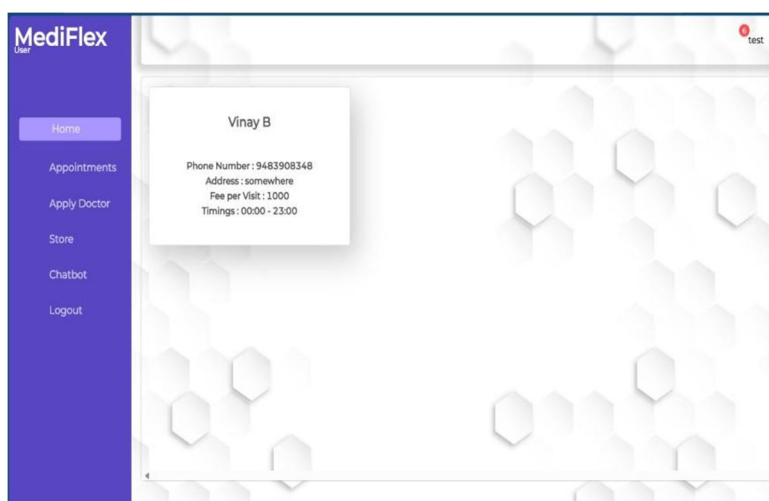 MediFlex
User
6
test
Home
Appointments
Apply Doctor
Store
Chatbot
Logout
Vinay B
Phone Number : 9483908348
Address : somewhere
Fee per Visit : 1000
Timings : 00:00 - 23:00